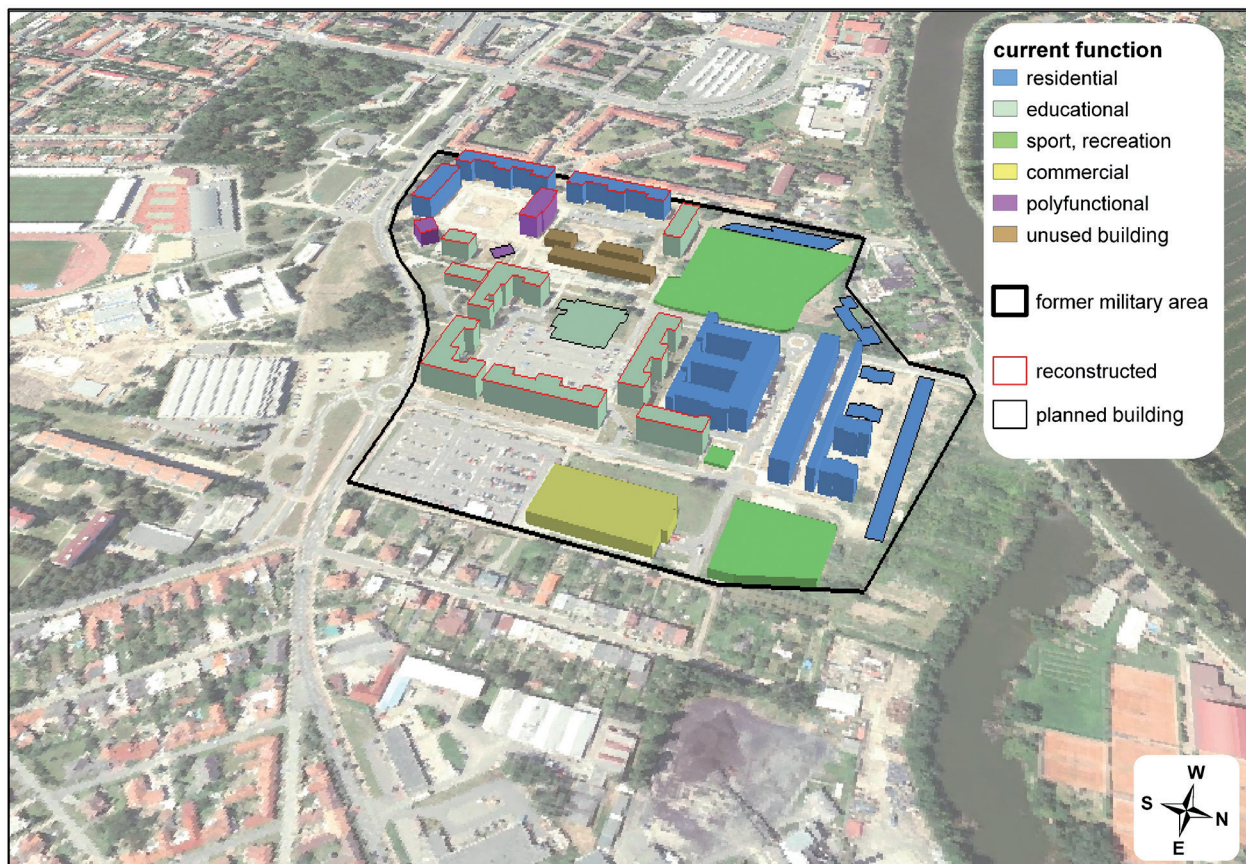 current function
residential
educational
sport, recreation
commercial
polyfunctional
unused building
former military area
reconstructed
planned building
W
S
N
E